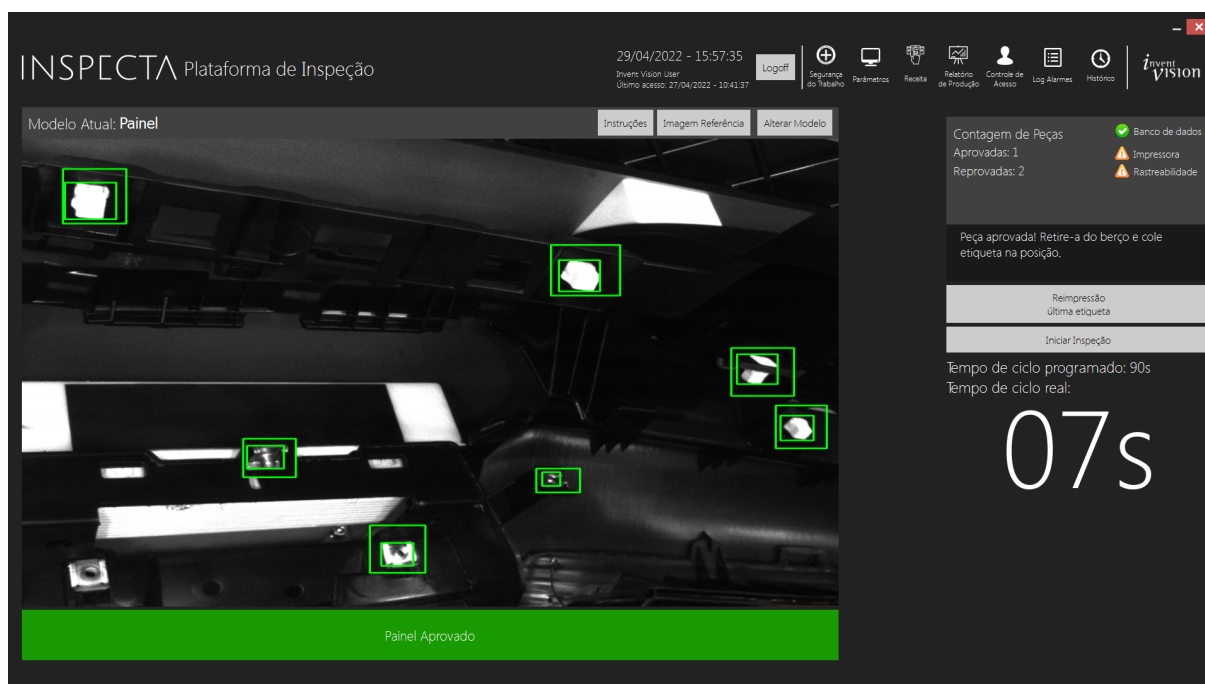 INSPECTA Plataforma de Inspeção
29/04/2022 - 15:57:35
Invent Vision User
Último acesso: 27/04/2022 - 10:41:37
Logoff
Segurança
do Trabalho
Parâmetros
Receita
Relatório
de Produção
Controle de
Acesso
Log Alarmes
Histórico
invent
vision
Modelo Atual: Painel
Instruções
Imagem Referência
Alterar Modelo
Contagem de Peças
Aprovadas: 1
Reprovadas: 2
Banco de dados
Impressora
Rastreabilidade
Peça aprovada! Retire-a do berço e cole
etiqueta na posição.
Reimpressão
última etiqueta
Iniciar Inspeção
Tempo de ciclo programado: 90s
Tempo de ciclo real:
07s
Painel Aprovado